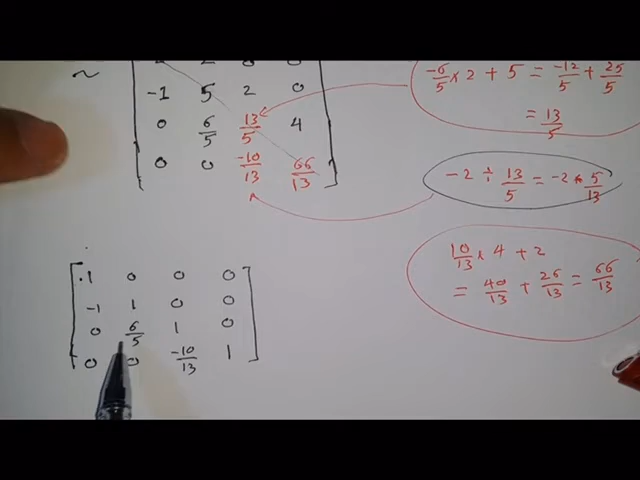 ~
-1 5 2 0
0 6/5 13/5 4
0 0 -10/13 66/13
-6/5 × 2 + 5 = -12/5 + 25/5
= 13/5
-2 ÷ 13/5 = -2 * 5/13
10/13 × 4 + 2
= 40/13 + 26/13 = 66/13
1 0 0 0
-1 1 0 0
0 6/5 1 0
0 0 -10/13 1